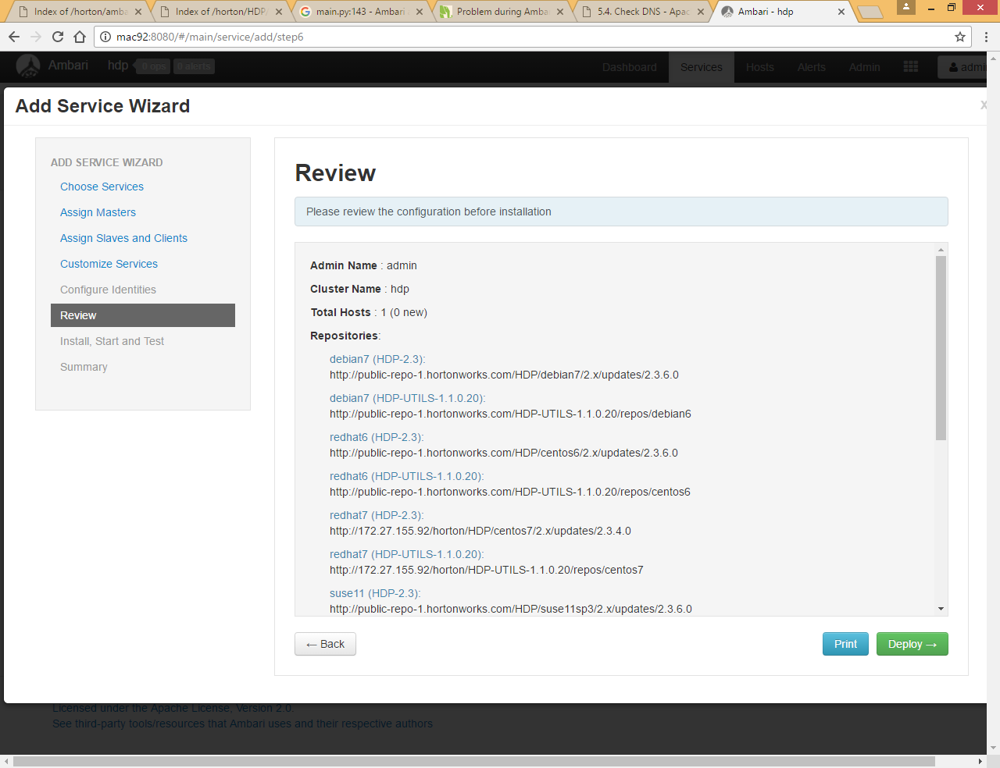 Index of /horton/amba
Index of /horton/HDP/
main.py:143 - Ambari A
Problem during Ambar
5.4. Check DNS - Apac
Ambari - hdp
mac92:8080/#/main/service/add/step6
Ambari hdp 0 ops 0 alerts Dashboard Services Hosts Alerts Admin admin
Add Service Wizard
x
ADD SERVICE WIZARD
Choose Services
Assign Masters
Assign Slaves and Clients
Customize Services
Configure Identities
Review
Install, Start and Test
Summary
Review
Please review the configuration before installation
Admin Name : admin
Cluster Name : hdp
Total Hosts : 1 (0 new)
Repositories:
debian7 (HDP-2.3):
http://public-repo-1.hortonworks.com/HDP/debian7/2.x/updates/2.3.6.0
debian7 (HDP-UTILS-1.1.0.20):
http://public-repo-1.hortonworks.com/HDP-UTILS-1.1.0.20/repos/debian6
redhat6 (HDP-2.3):
http://public-repo-1.hortonworks.com/HDP/centos6/2.x/updates/2.3.6.0
redhat6 (HDP-UTILS-1.1.0.20):
http://public-repo-1.hortonworks.com/HDP-UTILS-1.1.0.20/repos/centos6
redhat7 (HDP-2.3):
http://172.27.155.92/horton/HDP/centos7/2.x/updates/2.3.4.0
redhat7 (HDP-UTILS-1.1.0.20):
http://172.27.155.92/horton/HDP-UTILS-1.1.0.20/repos/centos7
suse11 (HDP-2.3):
http://public-repo-1.hortonworks.com/HDP/suse11sp3/2.x/updates/2.3.6.0
← Back
Print
Deploy →
Licensed under the Apache License, Version 2.0.
See third-party tools/resources that Ambari uses and their respective authors